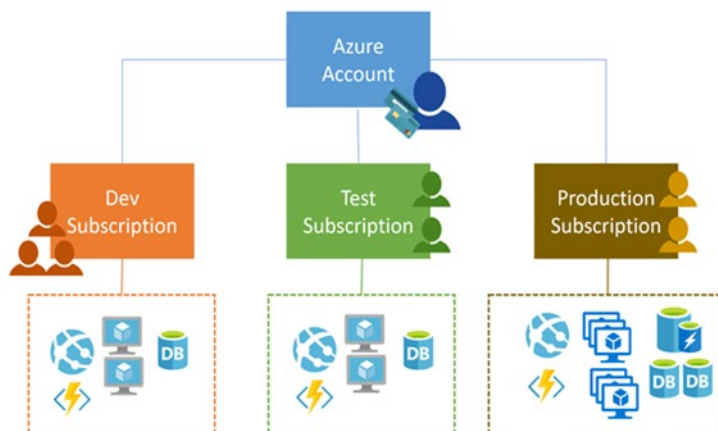 Azure
Account
Dev
Subscription
Test
Subscription
Production
Subscription
DB
DB
DB
DB